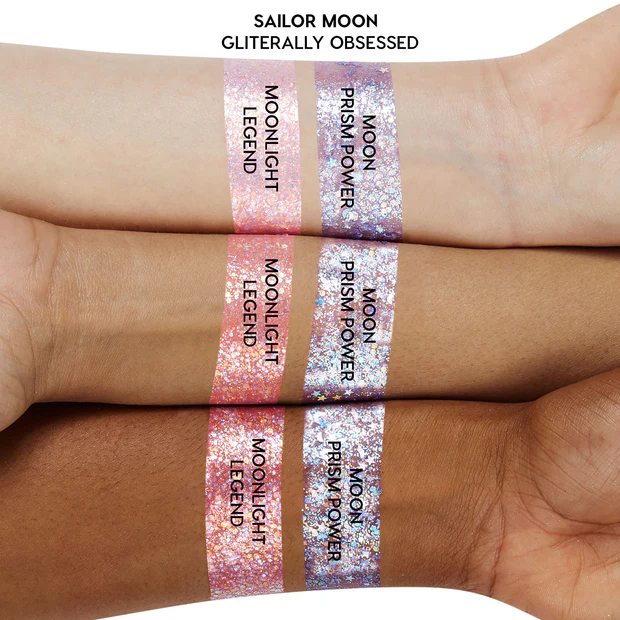 SAILOR MOON
GLITERALLY OBSESSED
MOONLIGHT
LEGEND
MOON
PRISM POWER
MOONLIGHT
LEGEND
MOON
PRISM POWER
MOONLIGHT
LEGEND
MOON
PRISM POWER